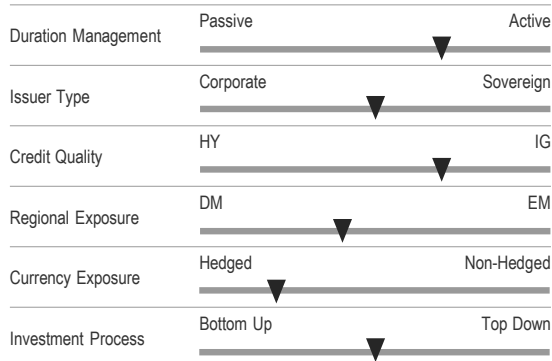 Duration Management
Passive Active
Issuer Type
Corporate Sovereign
Credit Quality
HY IG
Regional Exposure
DM EM
Currency Exposure
Hedged Non-Hedged
Investment Process
Bottom Up Top Down